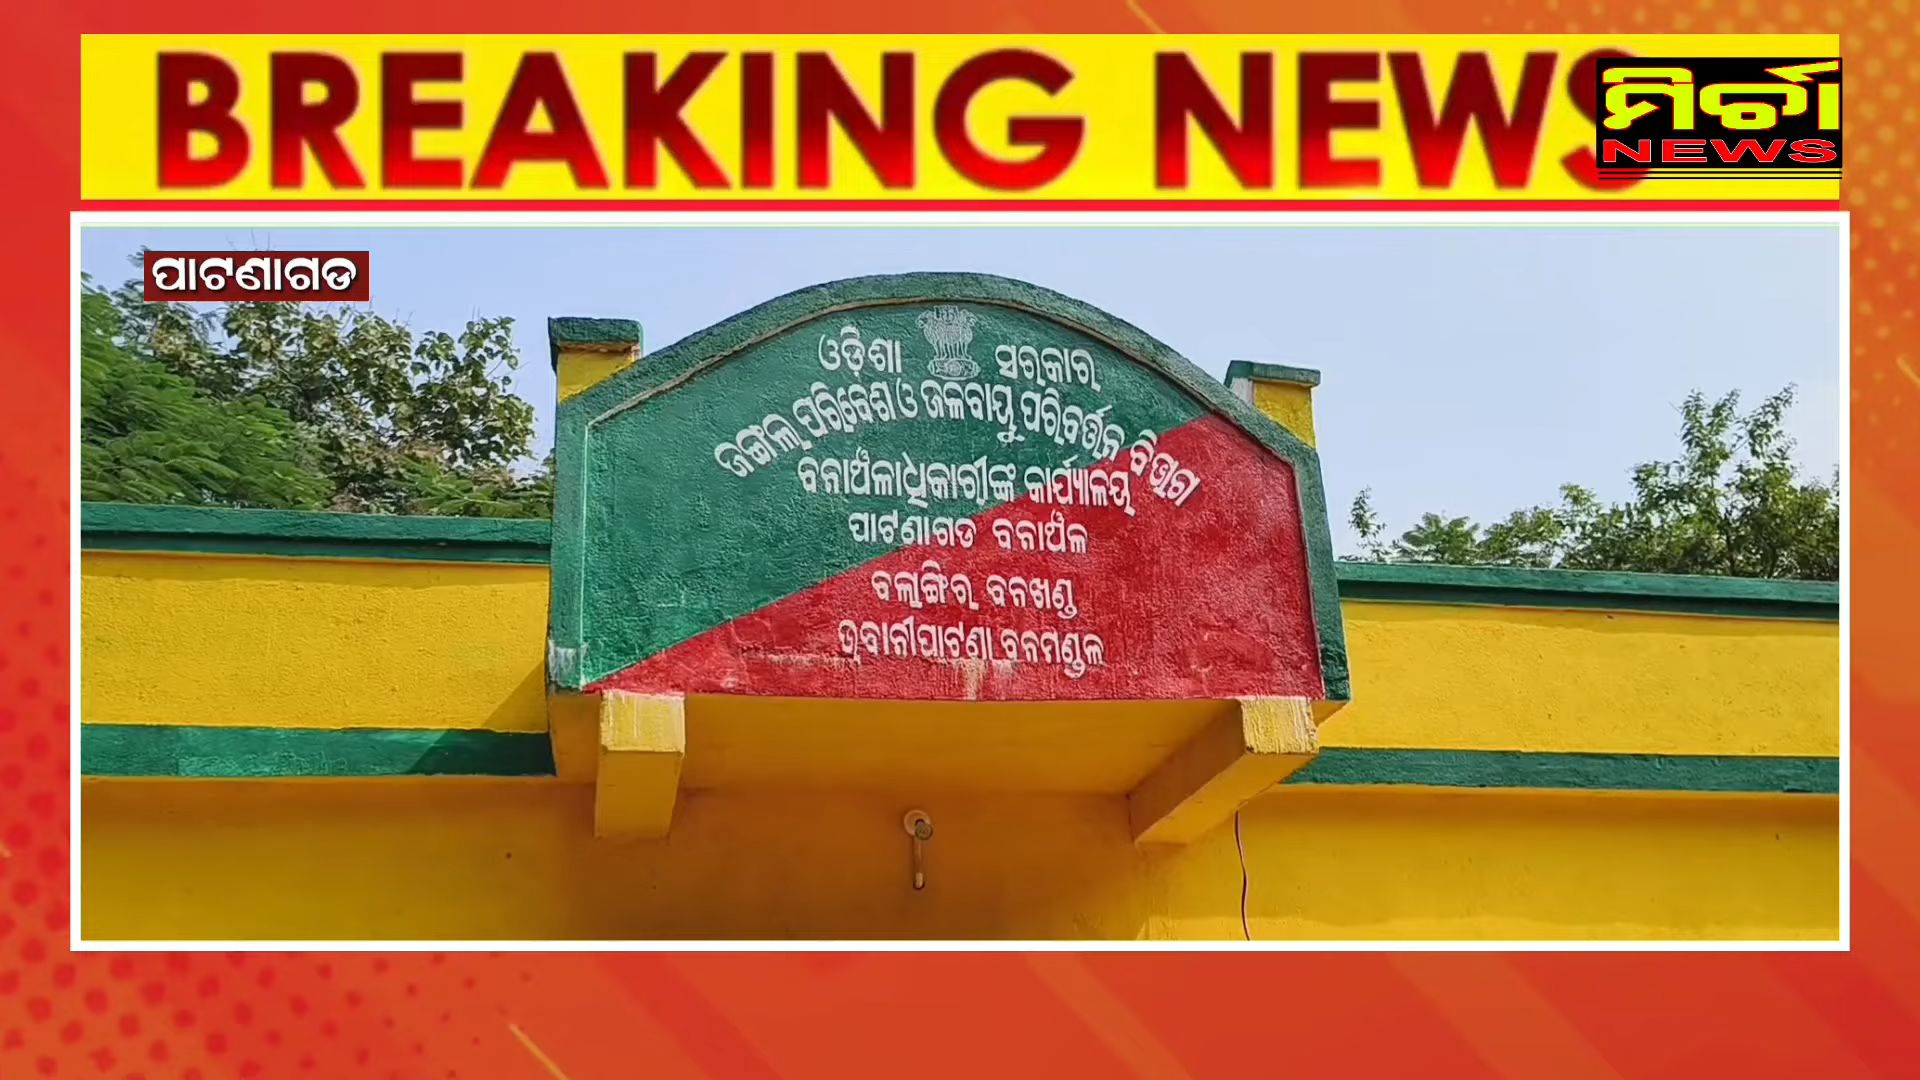 BREAKING NEWS
ମିର୍ଚ୍ଚୀ
NEWS
ପାଟଣାଗଡ
ଓଡ଼ିଶା ସରକାର
ଜଙ୍ଗଲ ପରିବେଶ ଓ ଜଳବାୟୁ ପରିବର୍ତ୍ତନ ବିଭାଗ
ବନାଞ୍ଚଳାଧିକାରୀଙ୍କ କାର୍ଯ୍ୟାଳୟ
ପାଟଣାଗଡ ବନାଞ୍ଚଳ
ବଲାଙ୍ଗିର ବନଖଣ୍ଡ
ଭବାନୀପାଟଣା ବନମଣ୍ଡଳ